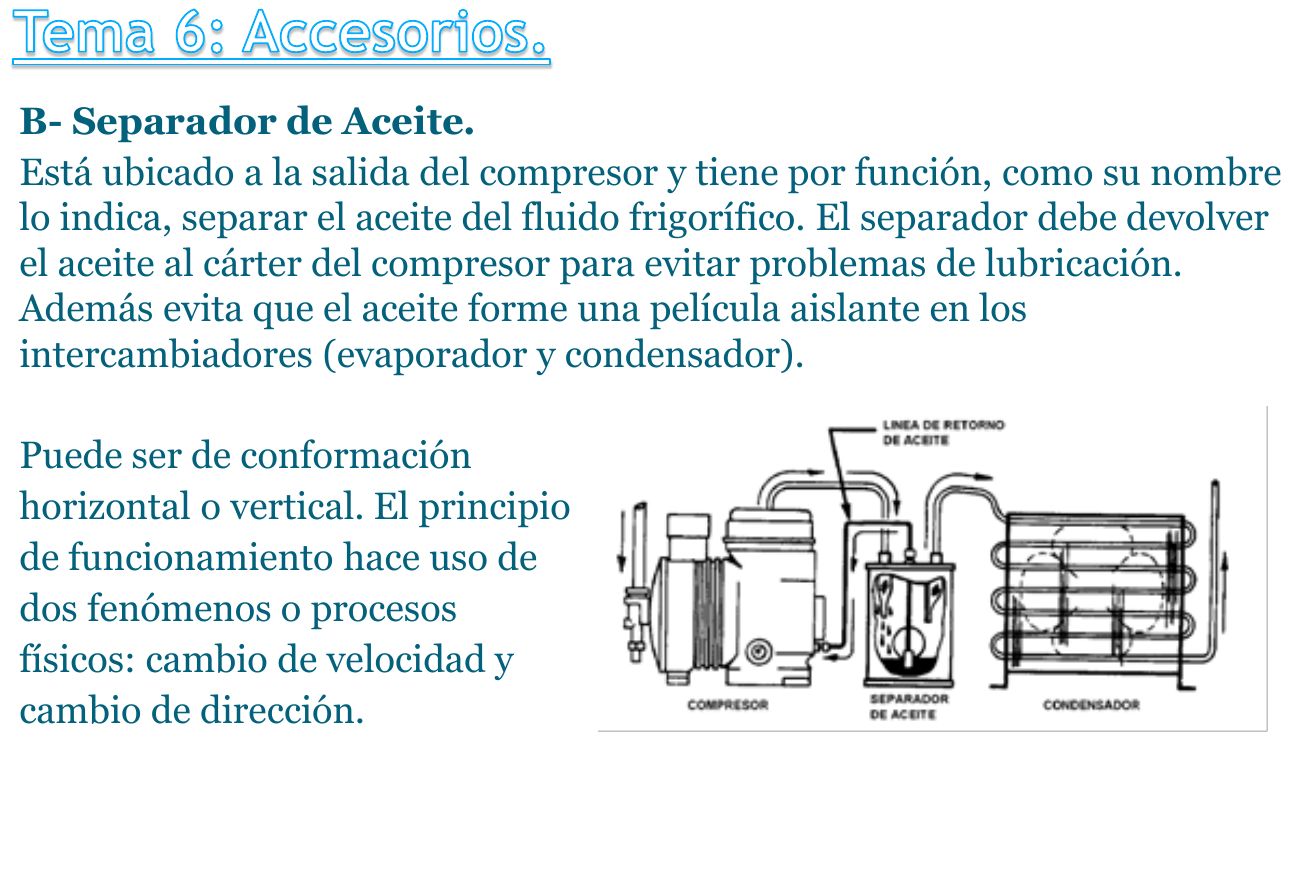 Tema 6: Accesorios.
B- Separador de Aceite.
Está ubicado a la salida del compresor y tiene por función, como su nombre
lo indica, separar el aceite del fluido frigorífico. El separador debe devolver
el aceite al cárter del compresor para evitar problemas de lubricación.
Además evita que el aceite forme una película aislante en los
intercambiadores (evaporador y condensador).
Puede ser de conformación
horizontal o vertical. El principio
de funcionamiento hace uso de
dos fenómenos o procesos
físicos: cambio de velocidad y
cambio de dirección.
LINEA DE RETORNO
DE ACEITE
COMPRESOR
SEPARADOR
DE ACEITE
CONDENSADOR